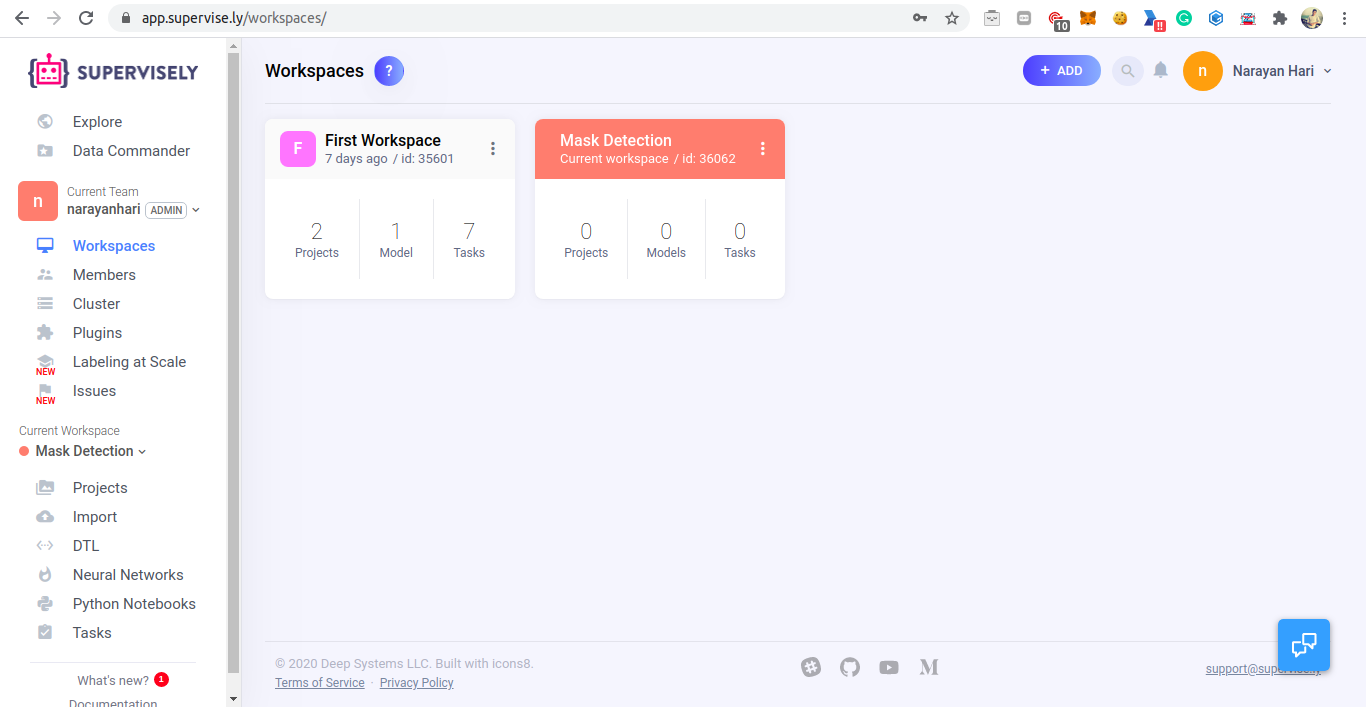 app.supervise.ly/workspaces/
10
!!
SUPERVISELY
Explore
Data Commander
n
Current Team
narayanhari ADMIN
Workspaces
Members
Cluster
Plugins
Labeling at Scale
NEW
Issues
NEW
Current Workspace
Mask Detection
Projects
Import
DTL
Neural Networks
Python Notebooks
Tasks
What's new? 1
Documentation
Workspaces ?
+ ADD
n
Narayan Hari
F
First Workspace
7 days ago / id: 35601
2
Projects
1
Model
7
Tasks
Mask Detection
Current workspace / id: 36062
0
Projects
0
Models
0
Tasks
© 2020 Deep Systems LLC. Built with icons8.
Terms of Service · Privacy Policy
support@supervise.ly